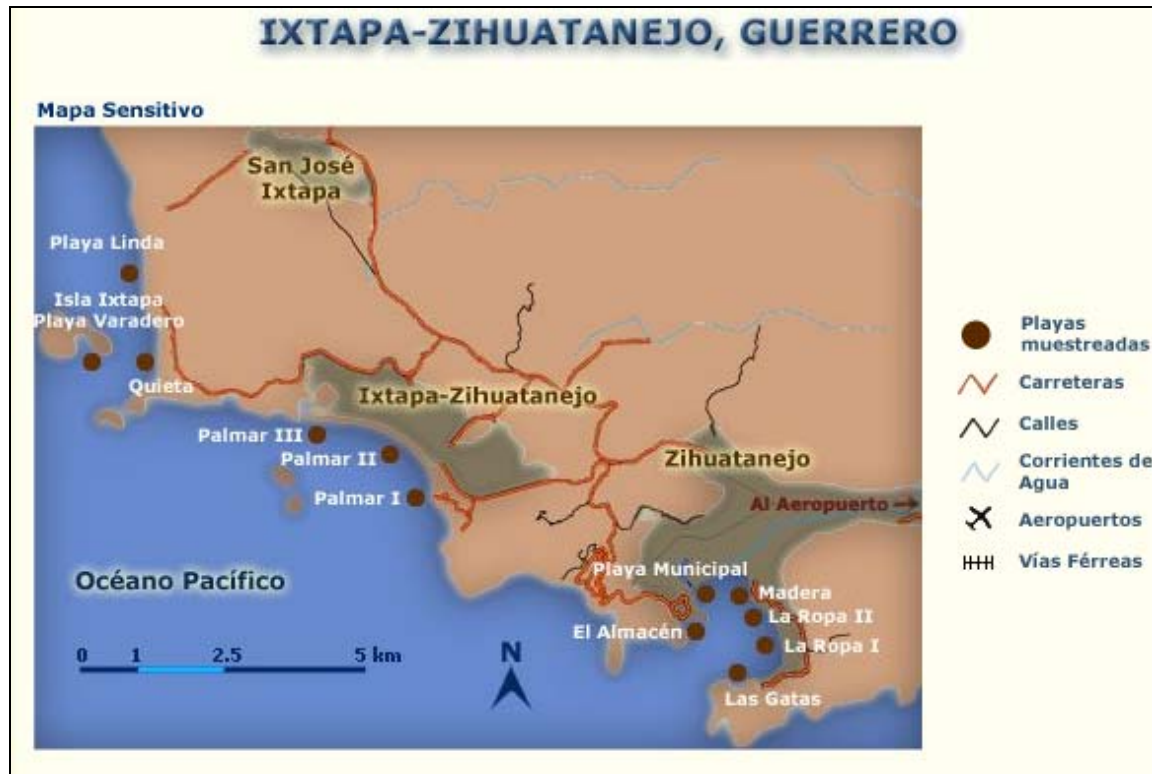 IXTAPA-ZIHUATANEJO, GUERRERO
Mapa Sensitivo
San José
Ixtapa
Playa Linda
Isla Ixtapa
Playa Varadero
Quieta
Ixtapa-Zihuatanejo
Palmar III
Palmar II
Palmar I
Zihuatanejo
Al Aeropuerto
Océano Pacífico
Playa Municipal
Madera
La Ropa II
El Almacén
La Ropa I
Las Gatas
0 1 2.5 5 km
N
Playas
muestreadas
Carreteras
Calles
Corrientes de
Agua
Aeropuertos
Vías Férreas